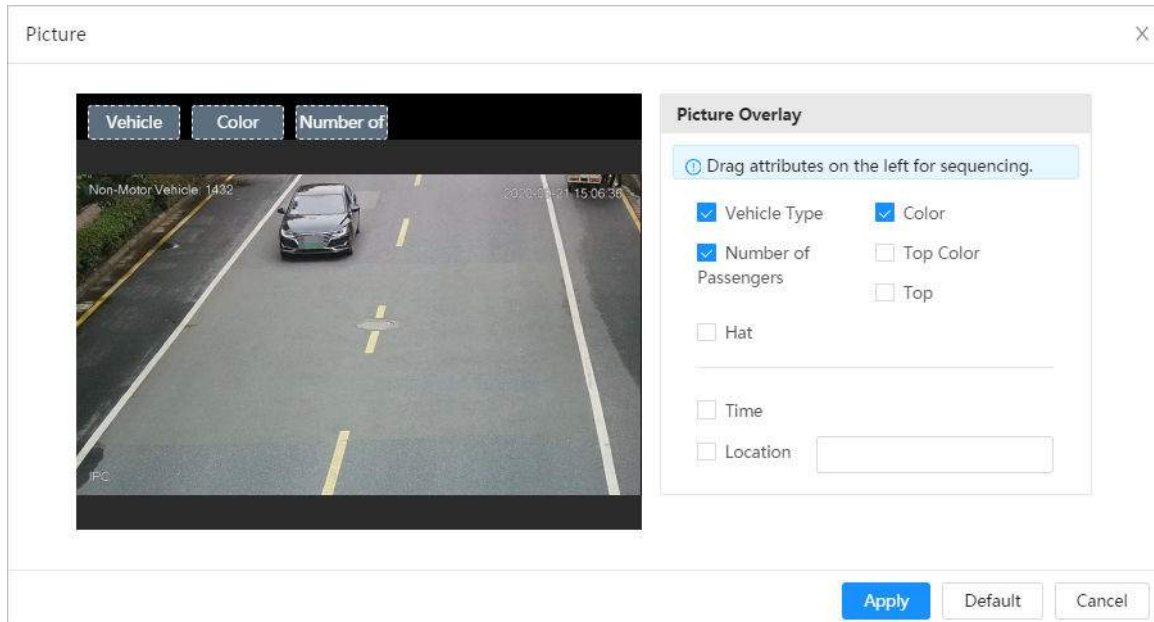 Picture
Vehicle Color Number of
Non-Motor Vehicle: 1432
15:06:36
IPC
Picture Overlay
Drag attributes on the left for sequencing.
Vehicle Type Color
Number of Passengers
Top Color
Top
Hat
Time
Location
Apply Default Cancel